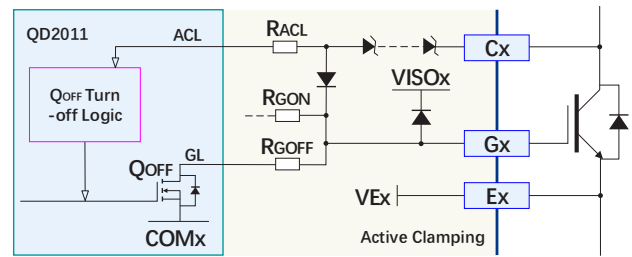 QD2011
ACL
RACL
Cx
VISOx
QOFF Turn
-off Logic
RGON
Gx
RGOFF
GL
QOFF
VEx
Ex
COMx
Active Clamping